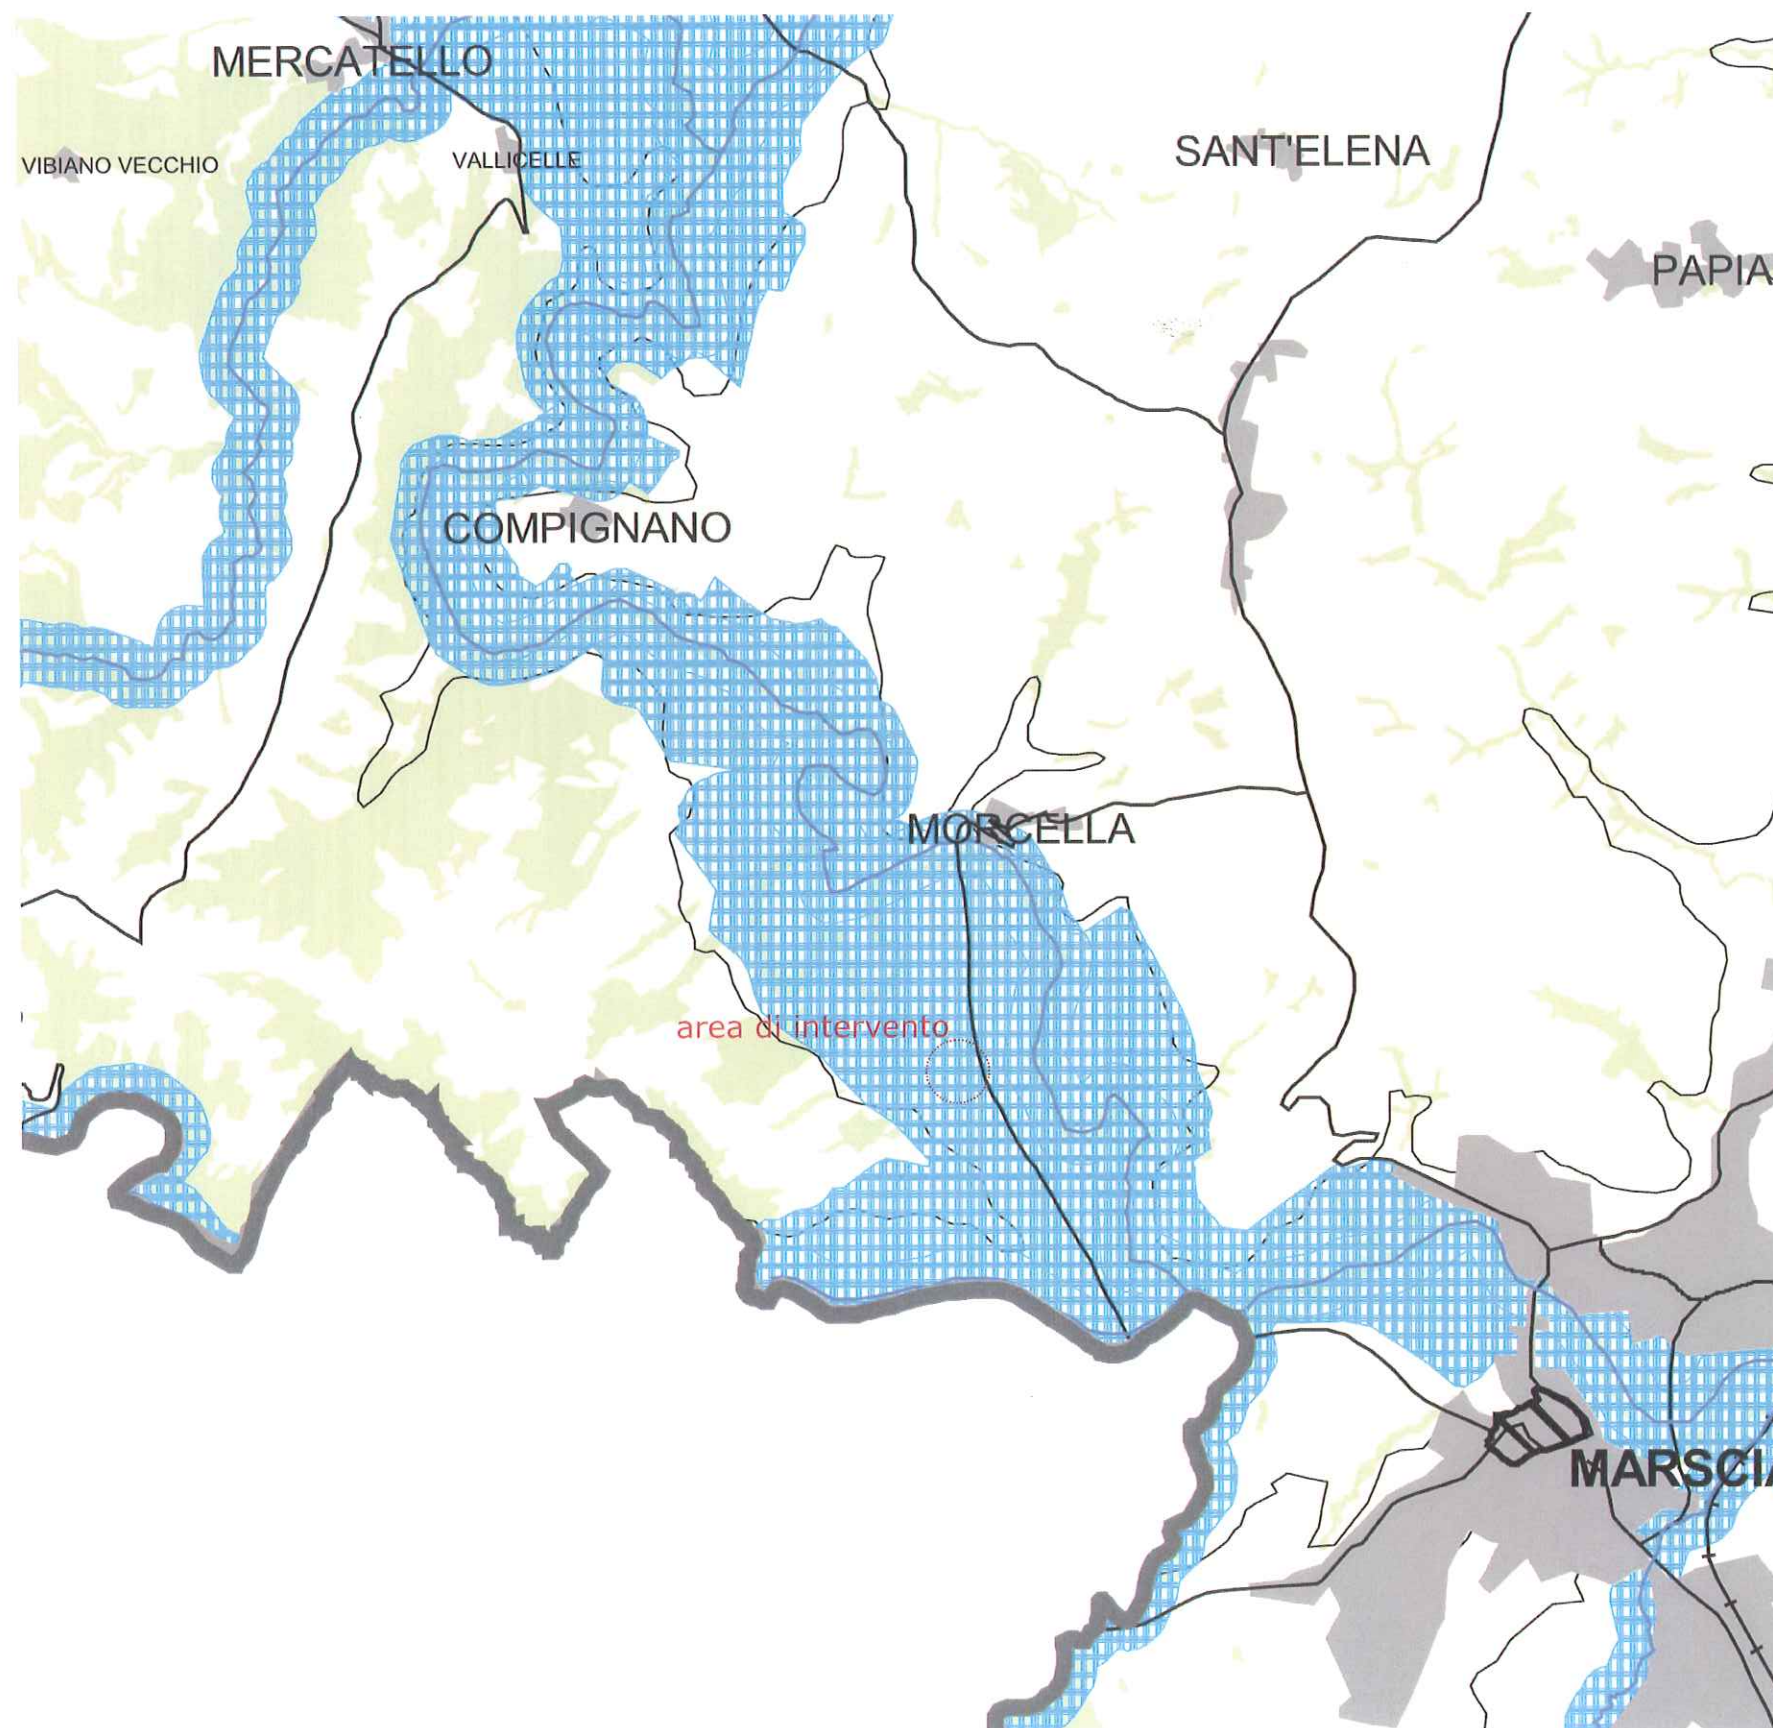 MERCATELLO
VIBIANO VECCHIO
VALLICELLE
SANT'ELENA
PAPIA
COMPIGNANO
MORCELLA
area di intervento
MARSCIA